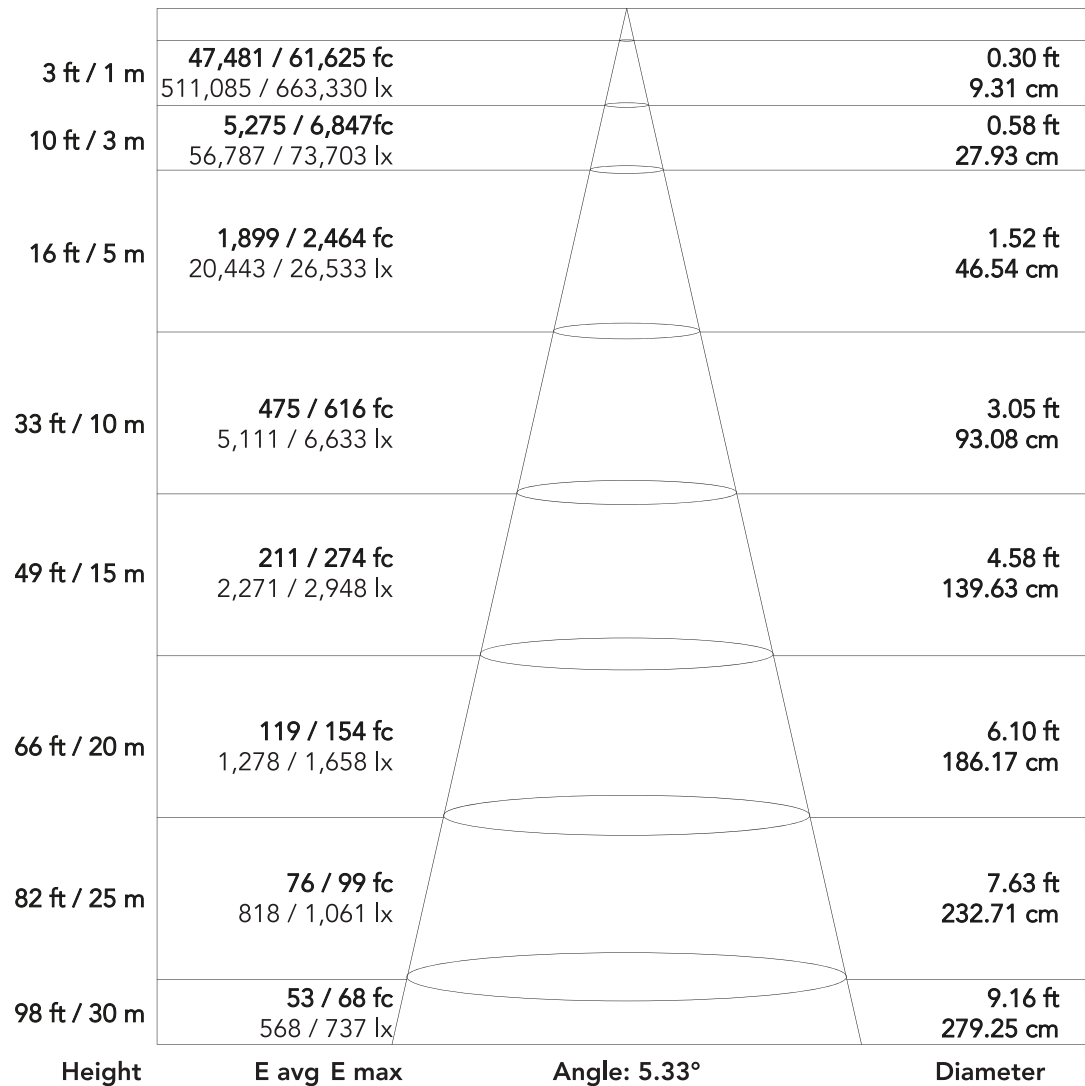 47,481 / 61,625 fc
0.30 ft
3 ft / 1 m
511,085 / 663,330 lx
9.31 cm
5,275 / 6,847fc
0.58 ft
10 ft / 3 m
56,787 / 73,703 lx
27.93 cm
1,899 / 2,464 fc
1.52 ft
16 ft / 5 m
20,443 / 26,533 lx
46.54 cm
475 / 616 fc
3.05 ft
33 ft / 10 m
5,111 / 6,633 lx
93.08 cm
211 / 274 fc
4.58 ft
49 ft / 15 m
2,271 / 2,948 lx
139.63 cm
119 / 154 fc
6.10 ft
66 ft / 20 m
1,278 / 1,658 lx
186.17 cm
76 / 99 fc
7.63 ft
82 ft / 25 m
818 / 1,061 lx
232.71 cm
53 / 68 fc
9.16 ft
98 ft / 30 m
568 / 737 lx
279.25 cm
Height
E avg E max
Angle: 5.33°
Diameter